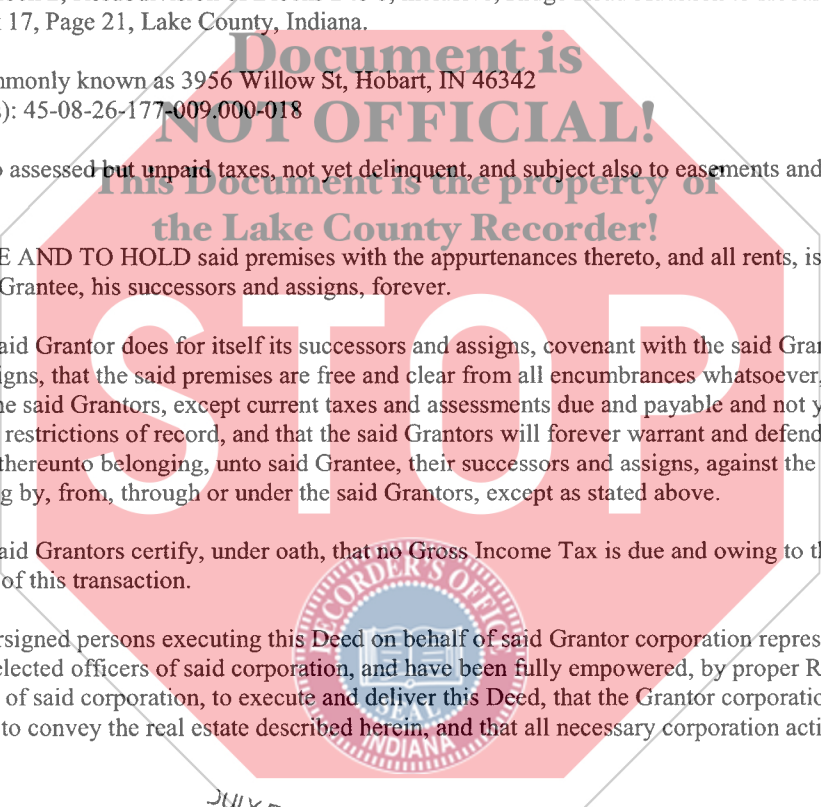 17, Page 21, Lake County, Indiana.
Document is
commonly known as 3956 Willow St, Hobart, IN 46342
): 45-08-26-177-009.000-018
NOT OFFICIAL!
assessed but unpaid taxes, not yet delinquent, and subject also to easements and
This Document is the property of
the Lake County Recorder!
E AND TO HOLD said premises with the appurtenances thereto, and all rents, is
Grantee, his successors and assigns, forever.
STOP
aid Grantor does for itself its successors and assigns, covenant with the said Gran
igns, that the said premises are free and clear from all encumbrances whatsoever,
he said Grantors, except current taxes and assessments due and payable and not y
restrictions of record, and that the said Grantors will forever warrant and defend
thereunto belonging, unto said Grantee, their successors and assigns, against the
g by, from, through or under the said Grantors, except as stated above.
aid Grantors certify, under oath, that no Gross Income Tax is due and owing to th
of this transaction.
RECORDER'S OFFICE
rsigned persons executing this Deed on behalf of said Grantor corporation repres
elected officers of said corporation, and have been fully empowered, by proper R
of said corporation, to execute and deliver this Deed, that the Grantor corporatio
to convey the real estate described herein, and that all necessary corporation acti
SEAL
INDIANA
JULY